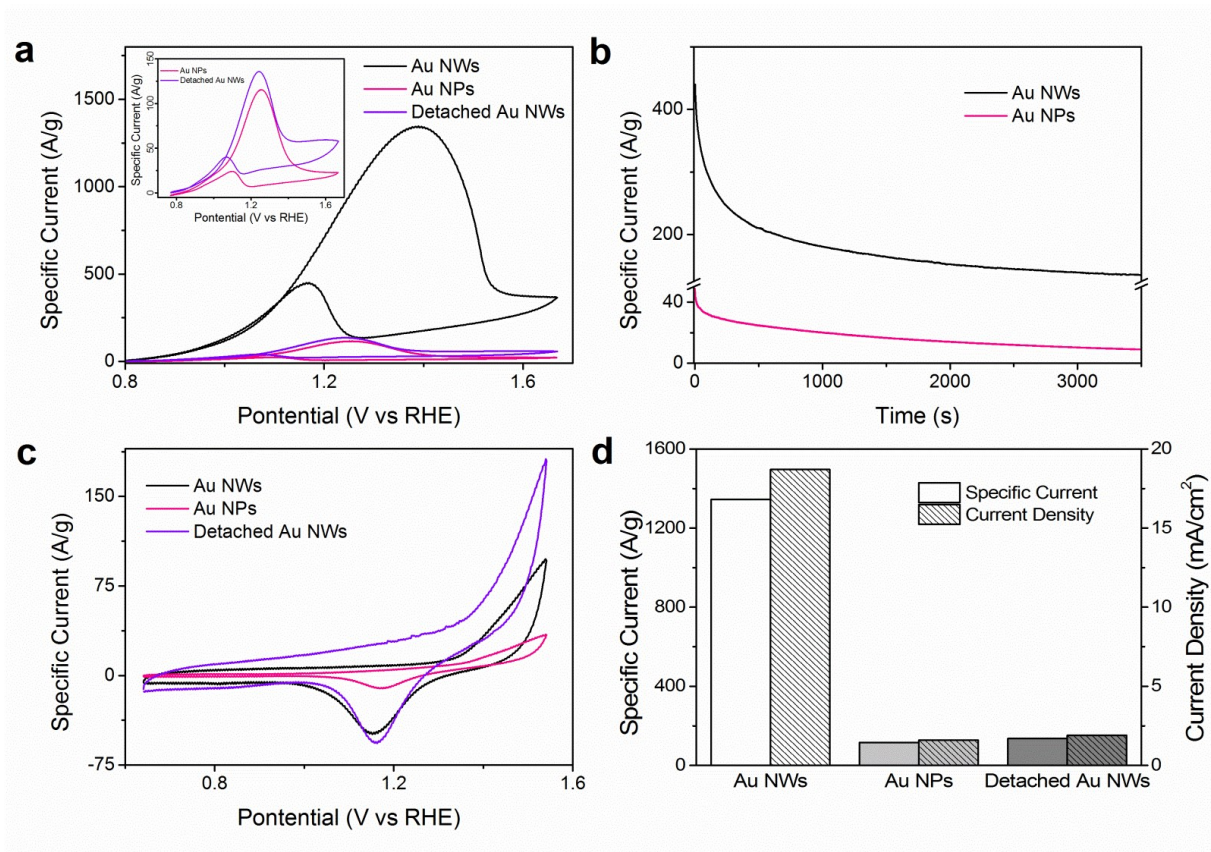 a
Specific Current (A/g)
1500
1000
500
0
0.8
1.2
1.6
Pontential (V vs RHE)
Au NWs
Au NPs
Detached Au NWs
Specific Current (A/g)
150
125
100
75
50
25
0
0.8
1.2
1.6
Pontential (V vs RHE)
Au NPs
Detached Au NWs
b
Specific Current (A/g)
400
200
40
0
0
1000
2000
3000
Time (s)
Au NWs
Au NPs
c
Specific Current (A/g)
150
75
0
-75
0.8
1.2
1.6
Pontential (V vs RHE)
Au NWs
Au NPs
Detached Au NWs
d
Specific Current (A/g)
1600
1200
800
400
0
Au NWs
Au NPs
Detached Au NWs
Specific Current
Current Density
20
15
10
5
0
Current Density (mA/cm²)